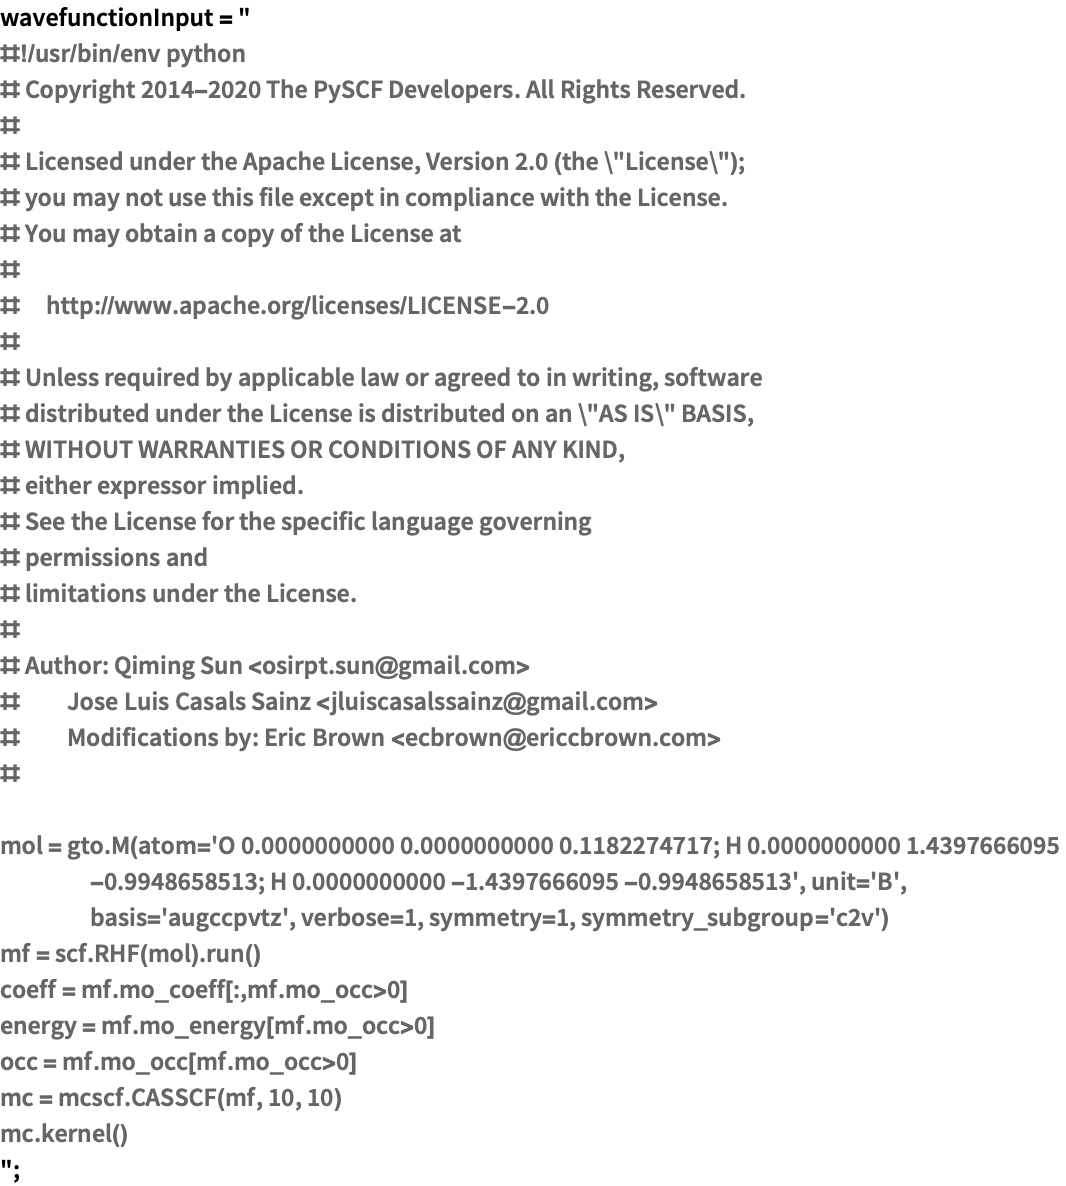 wavefunctionInput = "
#!/usr/bin/env python
# Copyright 2014–2020 The PySCF Developers. All Rights Reserved.
#
# Licensed under the Apache License, Version 2.0 (the \"License\");
# you may not use this file except in compliance with the License.
# You may obtain a copy of the License at
#
#     http://www.apache.org/licenses/LICENSE–2.0
#
# Unless required by applicable law or agreed to in writing, software
# distributed under the License is distributed on an \"AS IS\" BASIS,
# WITHOUT WARRANTIES OR CONDITIONS OF ANY KIND,
# either expressor implied.
# See the License for the specific language governing
# permissions and
# limitations under the License.
#
# Author: Qiming Sun <osirpt.sun@gmail.com>
#         Jose Luis Casals Sainz <jluiscasalssainz@gmail.com>
#         Modifications by: Eric Brown <ecbrown@ericcbrown.com>
#

mol = gto.M(atom='O 0.0000000000 0.0000000000 0.1182274717; H 0.0000000000 1.4397666095
–0.9948658513; H 0.0000000000 –1.4397666095 –0.9948658513', unit='B',
basis='augccpvtz', verbose=1, symmetry=1, symmetry_subgroup='c2v')
mf = scf.RHF(mol).run()
coeff = mf.mo_coeff[:,mf.mo_occ>0]
energy = mf.mo_energy[mf.mo_occ>0]
occ = mf.mo_occ[mf.mo_occ>0]
mc = mcscf.CASSCF(mf, 10, 10)
mc.kernel()
";